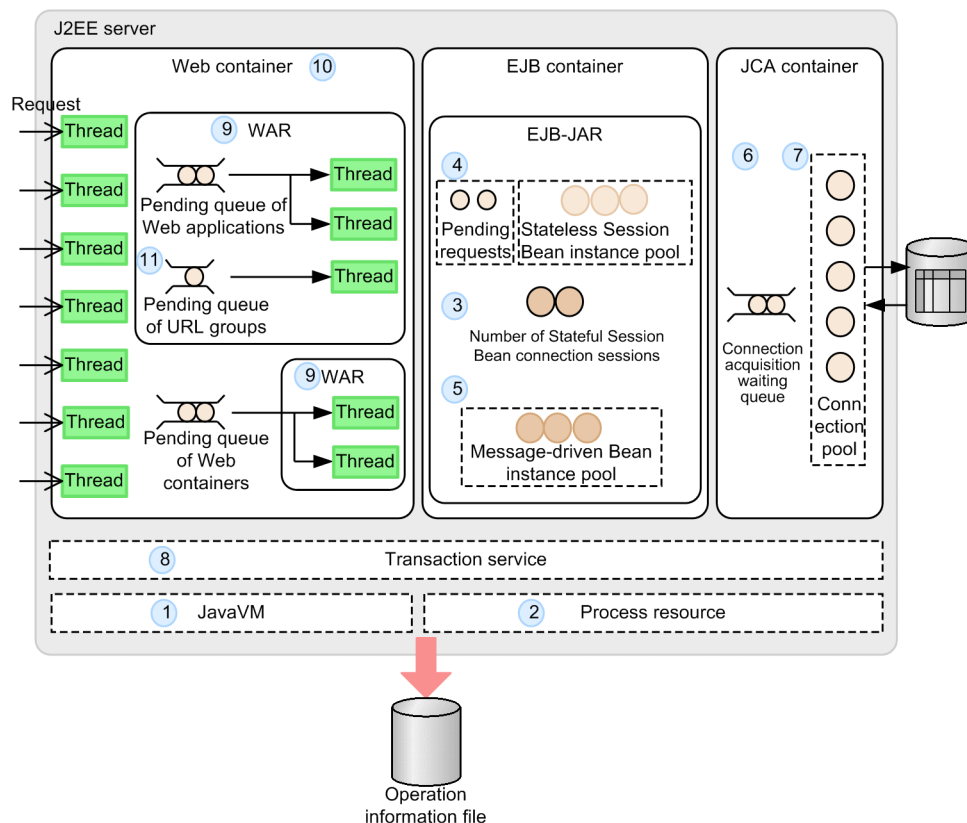 J2EE server
Web container 10
Request
Thread
Thread
Thread
Thread
Thread
Thread
Thread
9 WAR
Pending queue of
Web applications
Thread
Thread
11
Pending queue
of URL groups
Thread
9 WAR
Pending queue
of Web
containers
Thread
Thread
EJB container
EJB-JAR
4
Pending
requests
Stateless Session
Bean instance pool
3
Number of Stateful Session
Bean connection sessions
5
Message-driven Bean
instance pool
JCA container
6
7
Connection
acquisition
waiting
queue
Conn
ection
pool
8 Transaction service
1 JavaVM
2 Process resource
Operation
information file